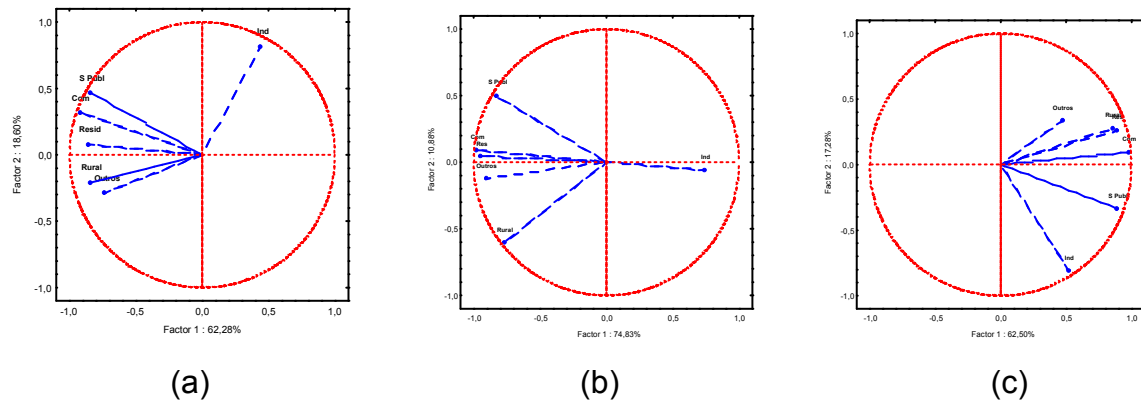 1,0
0,5
0,0
-0,5
-1,0
Factor 2 : 18,60%
Ind
S Publ
Com
Resid
Rural
Outros
-1,0 -0,5 0,0 0,5 1,0
Factor 1 : 62,28%
(a)
1,0
0,5
0,0
-0,5
-1,0
Factor 2 : 10,88%
S Publ
Com
Res
Outros
Ind
Rural
-1,0 -0,5 0,0 0,5 1,0
Factor 1 : 74,83%
(b)
1,0
0,5
0,0
-0,5
-1,0
Factor 2 : 17,28%
Outros
Rural
Com
S Publ
Ind
-1,0 -0,5 0,0 0,5 1,0
Factor 1 : 62,50%
(c)